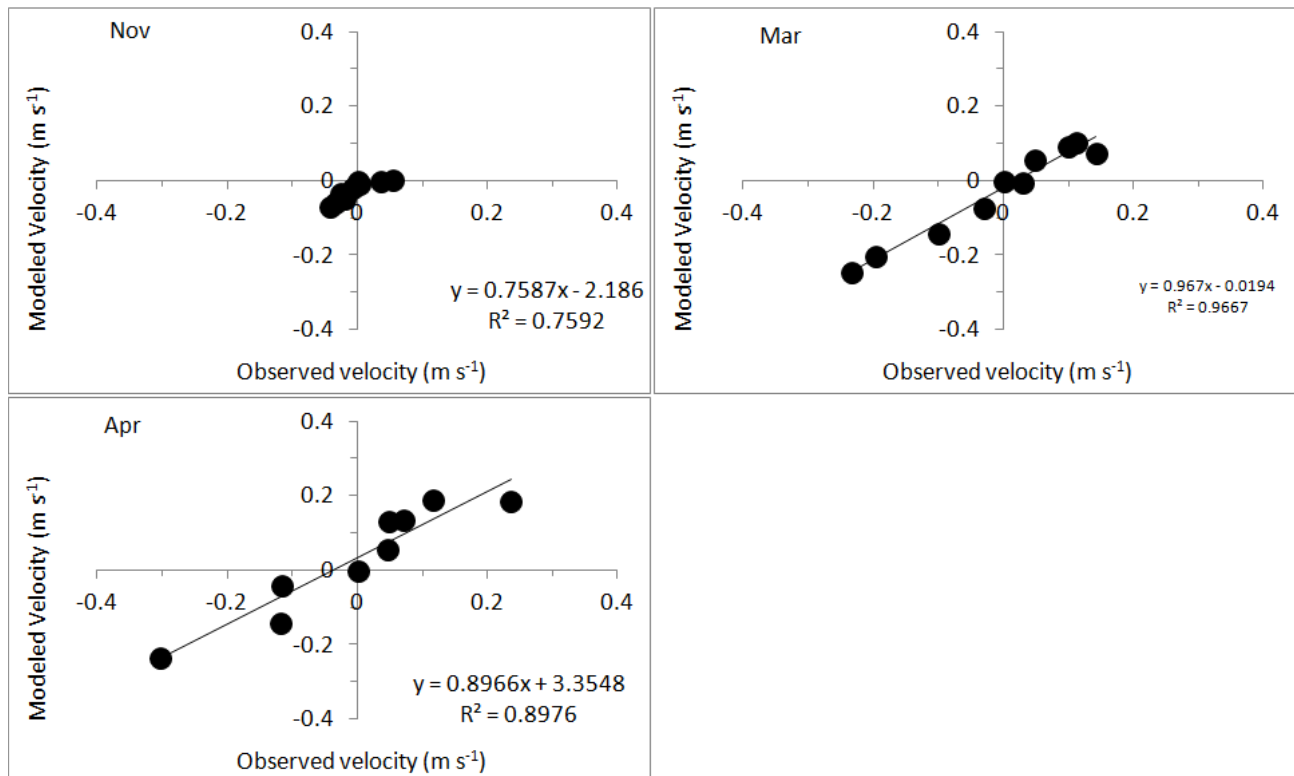 Nov
Modeled Velocity (m s-1)
0.4
0.2
0
-0.2
-0.4
-0.4
-0.2
0
0.2
0.4
y = 0.7587x - 2.186
R² = 0.7592
Observed velocity (m s-1)
Mar
Modeled Velocity (m s-1)
0.4
0.2
0
-0.2
-0.4
-0.4
-0.2
0
0.2
0.4
y = 0.967x - 0.0194
R² = 0.9667
Observed velocity (m s-1)
Apr
Modeled Velocity (m s-1)
0.4
0.2
0
-0.2
-0.4
-0.4
-0.2
0
0.2
0.4
y = 0.8966x + 3.3548
R² = 0.8976
Observed velocity (m s-1)